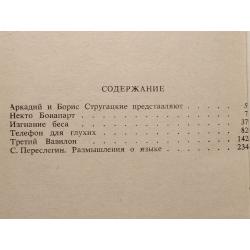 СОДЕРЖАНИЕ
Аркадий и Борис Стругацкие представляют . . . . . 5
Некто Бонапарт . . . . . . . . . . 7
Изгнание беса . . . . . . . . . . 37
Телефон для глухих . . . . . . . . . 82
Третий Вавилон . . . . . . . . . . 142
С. Переслегин. Размышления о языке . . . . . . 234